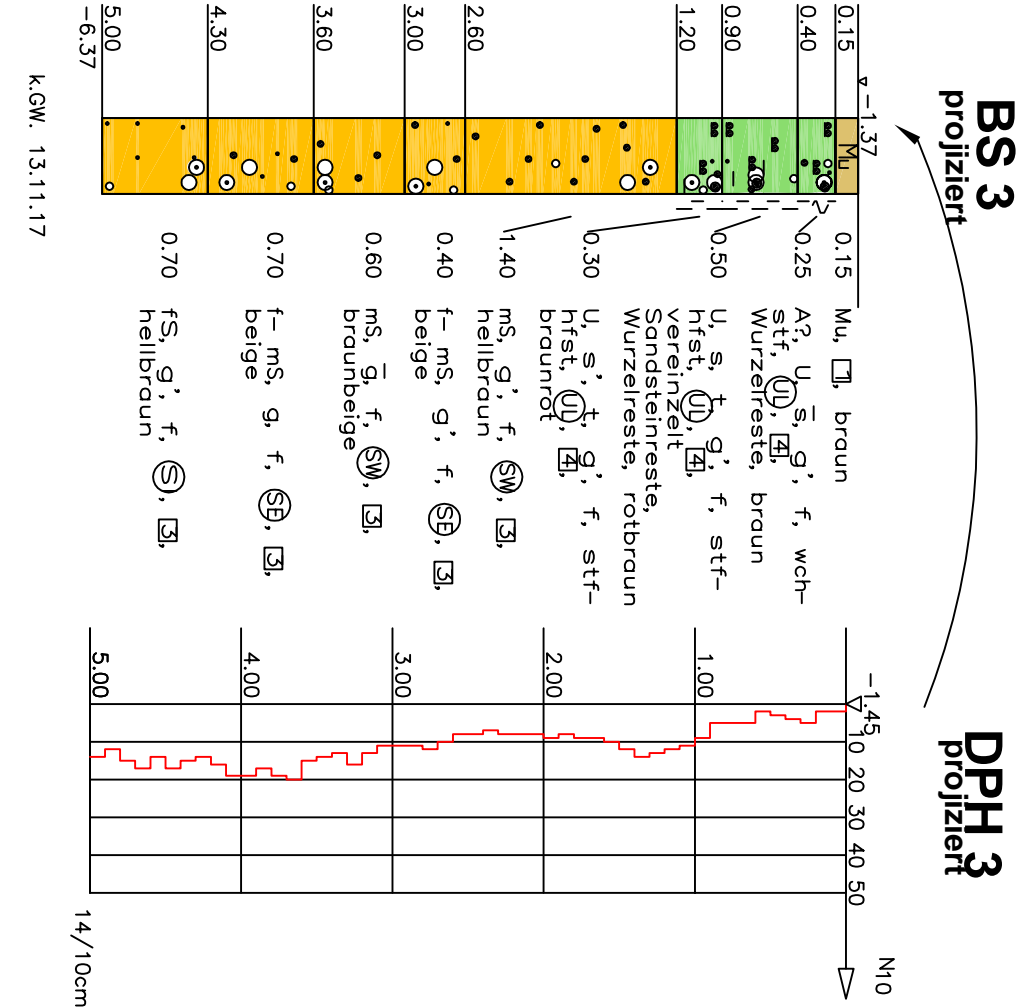 BS 3
projiziert
−1.37
Mu
0.15
0.40
0.90
1.20
2.60
3.00
3.60
4.30
5.00
−6.37
0.15
Mu, 1, braun
0.25
A?, U, s̄, g', f, wch−
stf, UL, 4,
Wurzelreste, braun
0.50
U, s, t, g', f, stf−
hfst, UL, 4,
vereinzelt
Sandsteinreste,
Wurzelreste, rotbraun
0.30
U, s', t, g', f, stf−
hfst, UL, 4,
braunrot
1.40
mS, g', f, SW, 3,
hellbraun
0.40
f−mS, g', f, SE, 3,
beige
0.60
mS, ḡ, f, SW, 3,
braunbeige
0.70
f−mS, g, f, SE, 3,
beige
0.70
fS, g', f, S, 3,
hellbraun
k.GW. 13.11.17
DPH 3
projiziert
−1.45
10 20 30 40 50
N10
1.00
2.00
3.00
4.00
5.00
14/10cm